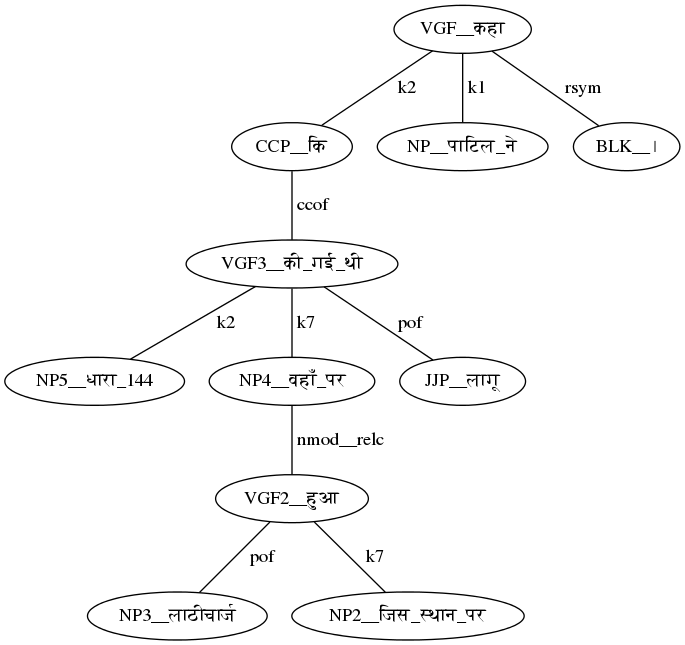 VGF__कहा
k2 k1 rsym
CCP__कि NP__पाटिल_ने BLK__।
ccof
VGF3__की_गई_थी
k2 k7 pof
NP5__धारा_144 NP4__वहाँ_पर JJP__लागू
nmod__relc
VGF2__हुआ
pof k7
NP3__लाठीचार्ज NP2__जिस_स्थान_पर